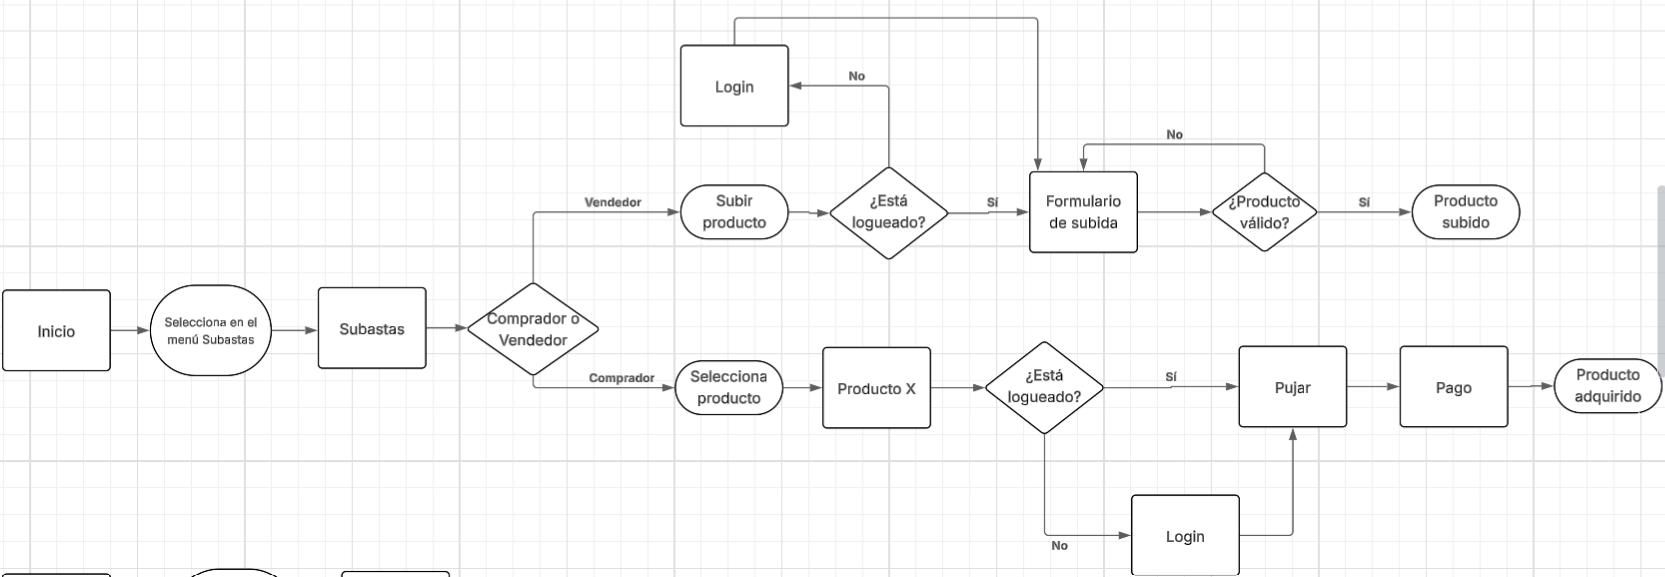 Login
No
No
Vendedor
Subir
producto
¿Está
logueado?
Sí
Formulario
de subida
¿Producto
válido?
Sí
Producto
subido
Inicio
Selecciona en el
menú Subastas
Subastas
Comprador o
Vendedor
Comprador
Selecciona
producto
Producto X
¿Está
logueado?
Sí
Pujar
Pago
Producto
adquirido
No
Login